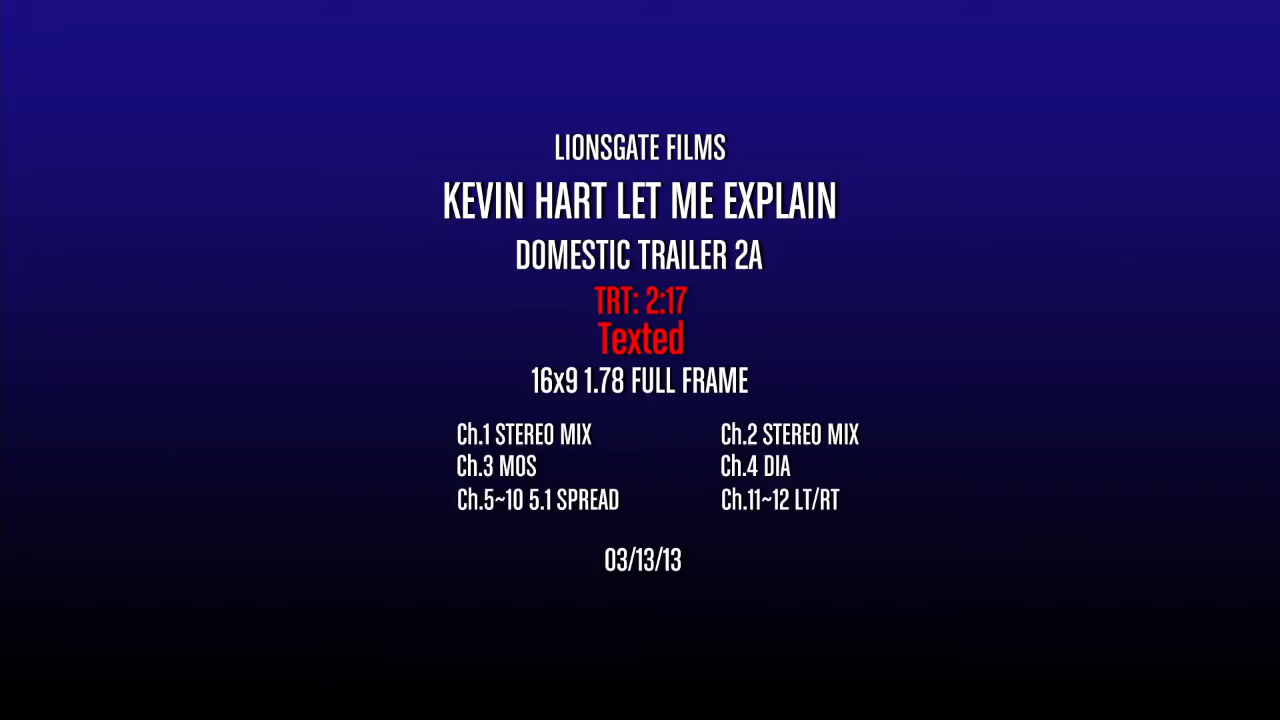 LIONSGATE FILMS
KEVIN HART LET ME EXPLAIN
DOMESTIC TRAILER 2A
TRT: 2:17
Texted
16x9 1.78 FULL FRAME
Ch.1 STEREO MIX Ch.2 STEREO MIX
Ch.3 MOS Ch.4 DIA
Ch.5~10 5.1 SPREAD Ch.11~12 LT/RT
03/13/13